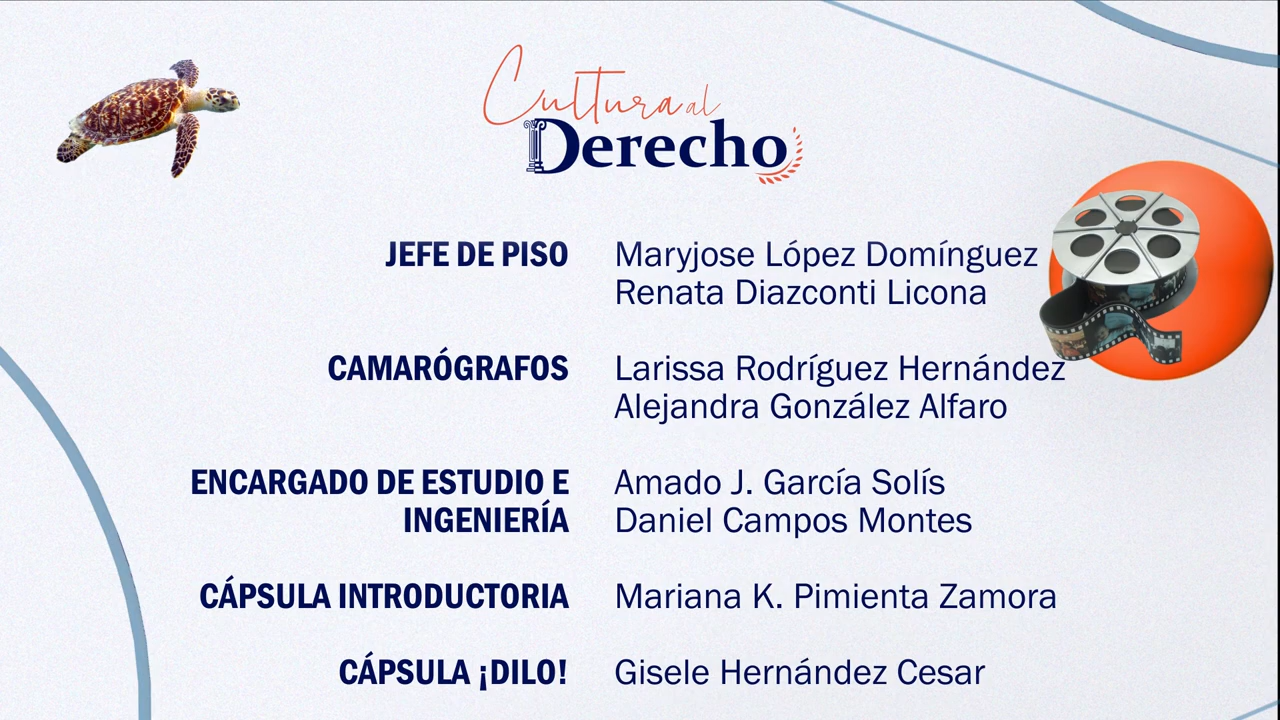 Cultura al
Derecho
JEFE DE PISO Maryjose López Domínguez
Renata Diazconti Licona
CAMARÓGRAFOS Larissa Rodríguez Hernández
Alejandra González Alfaro
ENCARGADO DE ESTUDIO E Amado J. García Solís
INGENIERÍA Daniel Campos Montes
CÁPSULA INTRODUCTORIA Mariana K. Pimienta Zamora
CÁPSULA ¡DILO! Gisele Hernández Cesar